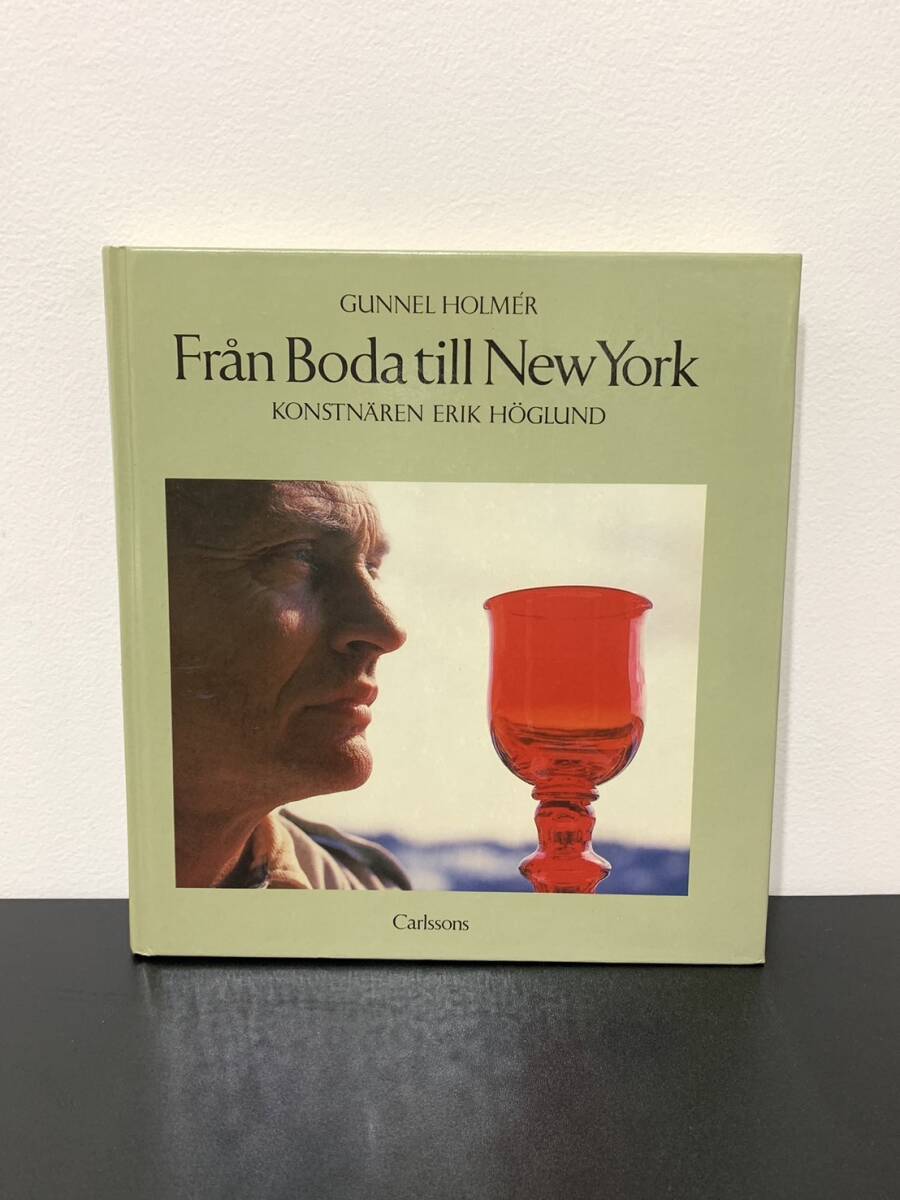 GUNNEL HOLMÉR
Från Boda till New York
KONSTNÄREN ERIK HÖGLUND
Carlssons